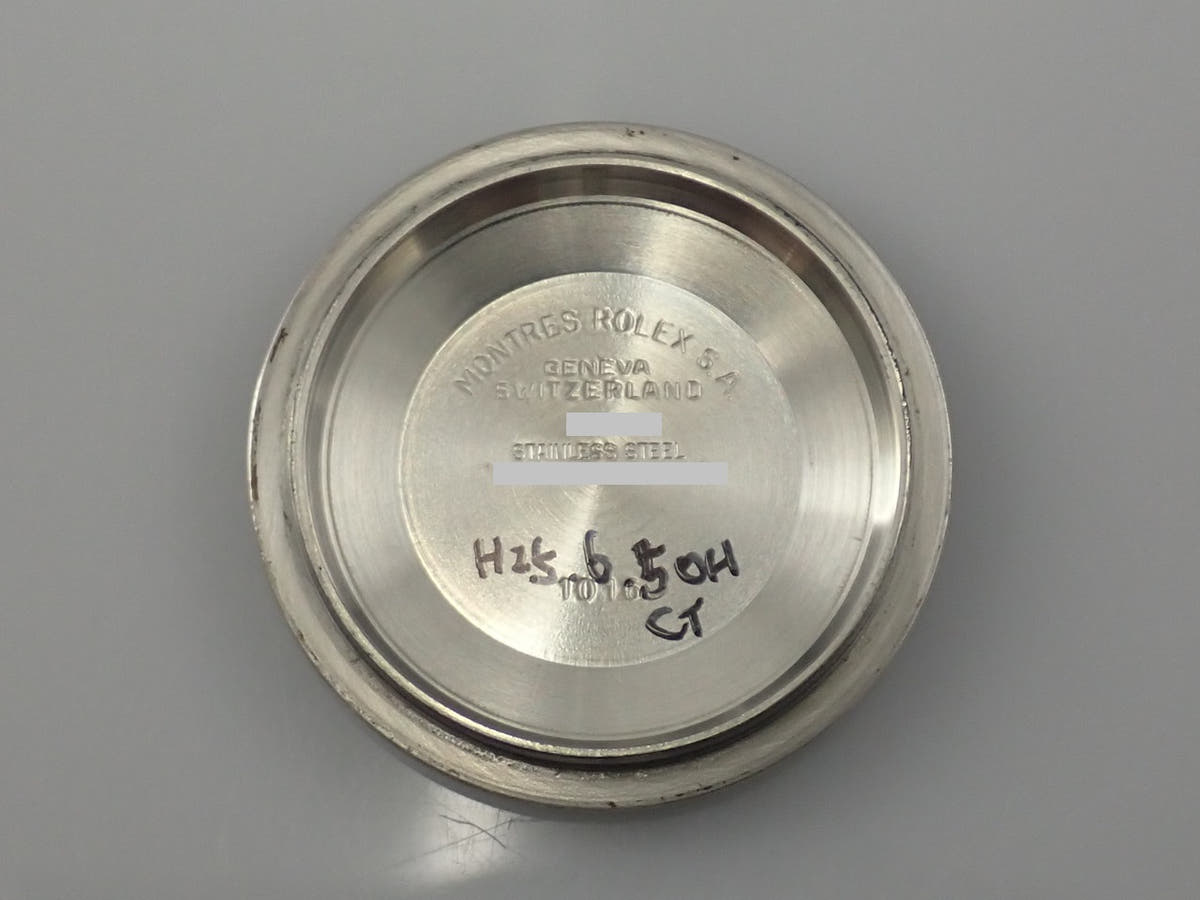 MONTRES ROLEX S.A.
GENEVA
SWITZERLAND
STAINLESS STEEL
H25.6.5 OH
CT